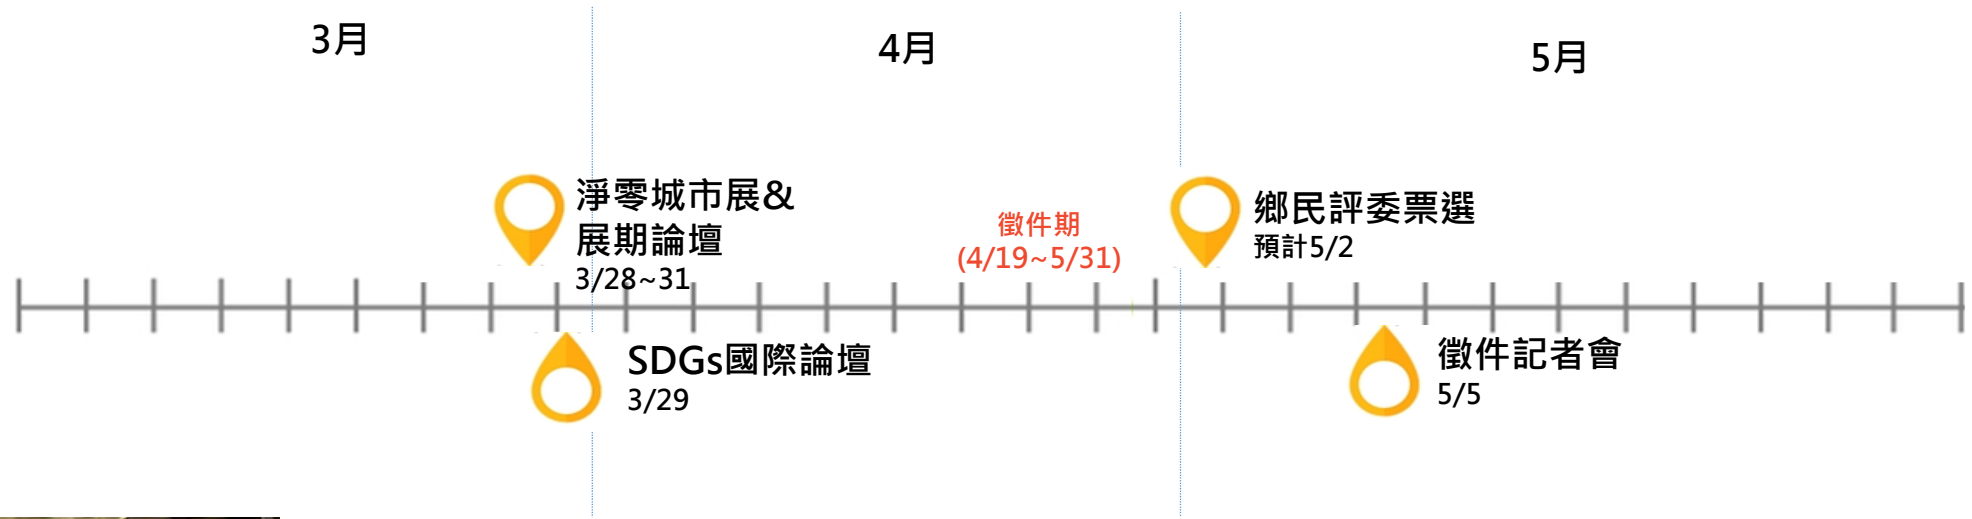 3月
4月
5月
淨零城市展&
展期論壇
3/28~31
徵件期
(4/19~5/31)
鄉民評委票選
預計5/2
SDGs國際論壇
3/29
徵件記者會
5/5